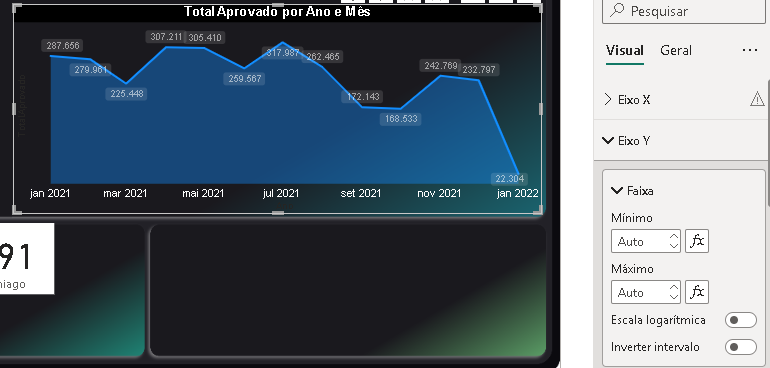 Total Aprovado por Ano e Mês
287.656
279.961
225.448
307.211
305.410
259.567
317.987
262.465
172.143
168.533
242.769
232.797
22.304
jan 2021
mar 2021
mai 2021
jul 2021
set 2021
nov 2021
jan 2022
91
hiago
Pesquisar
Visual
Geral
...
Eixo X
Eixo Y
Faixa
Mínimo
Auto
fx
Máximo
Auto
fx
Escala logarítmica
Inverter intervalo